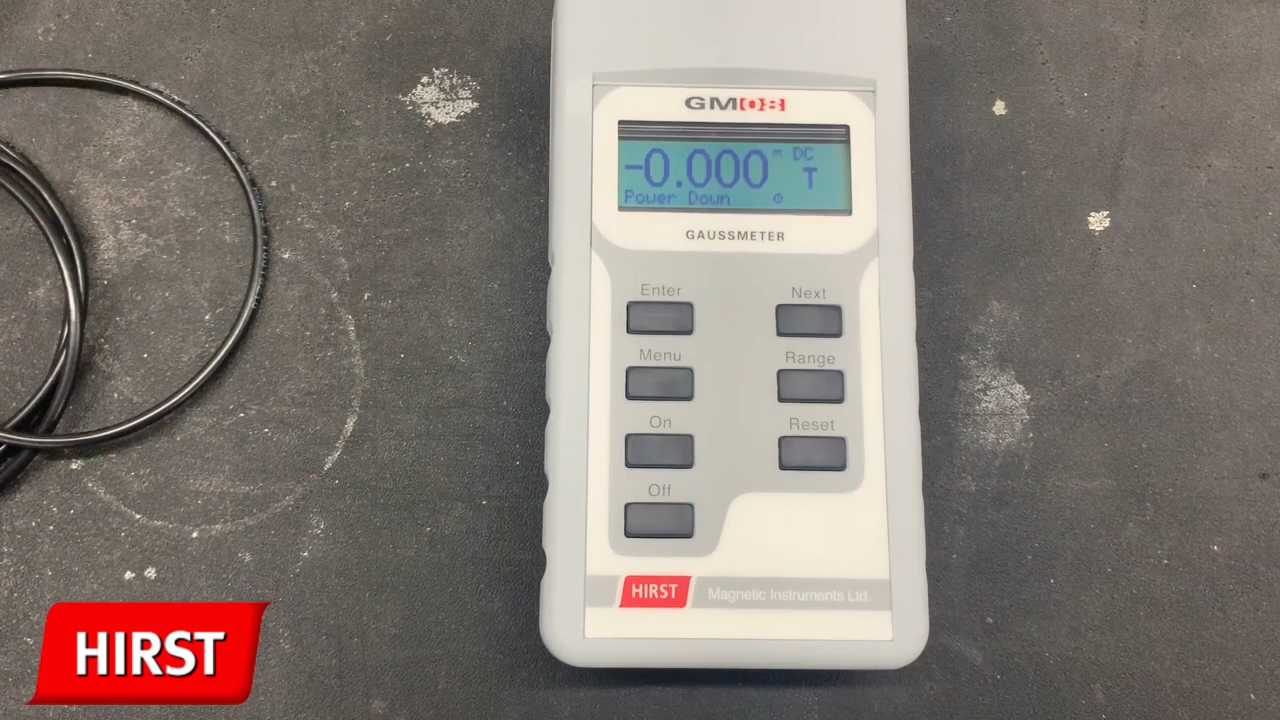 GM08
-0.000 m DC
T
Power Down
GAUSSMETER
Enter
Next
Menu
Range
On
Reset
Off
HIRST
Magnetic Instruments Ltd.
HIRST